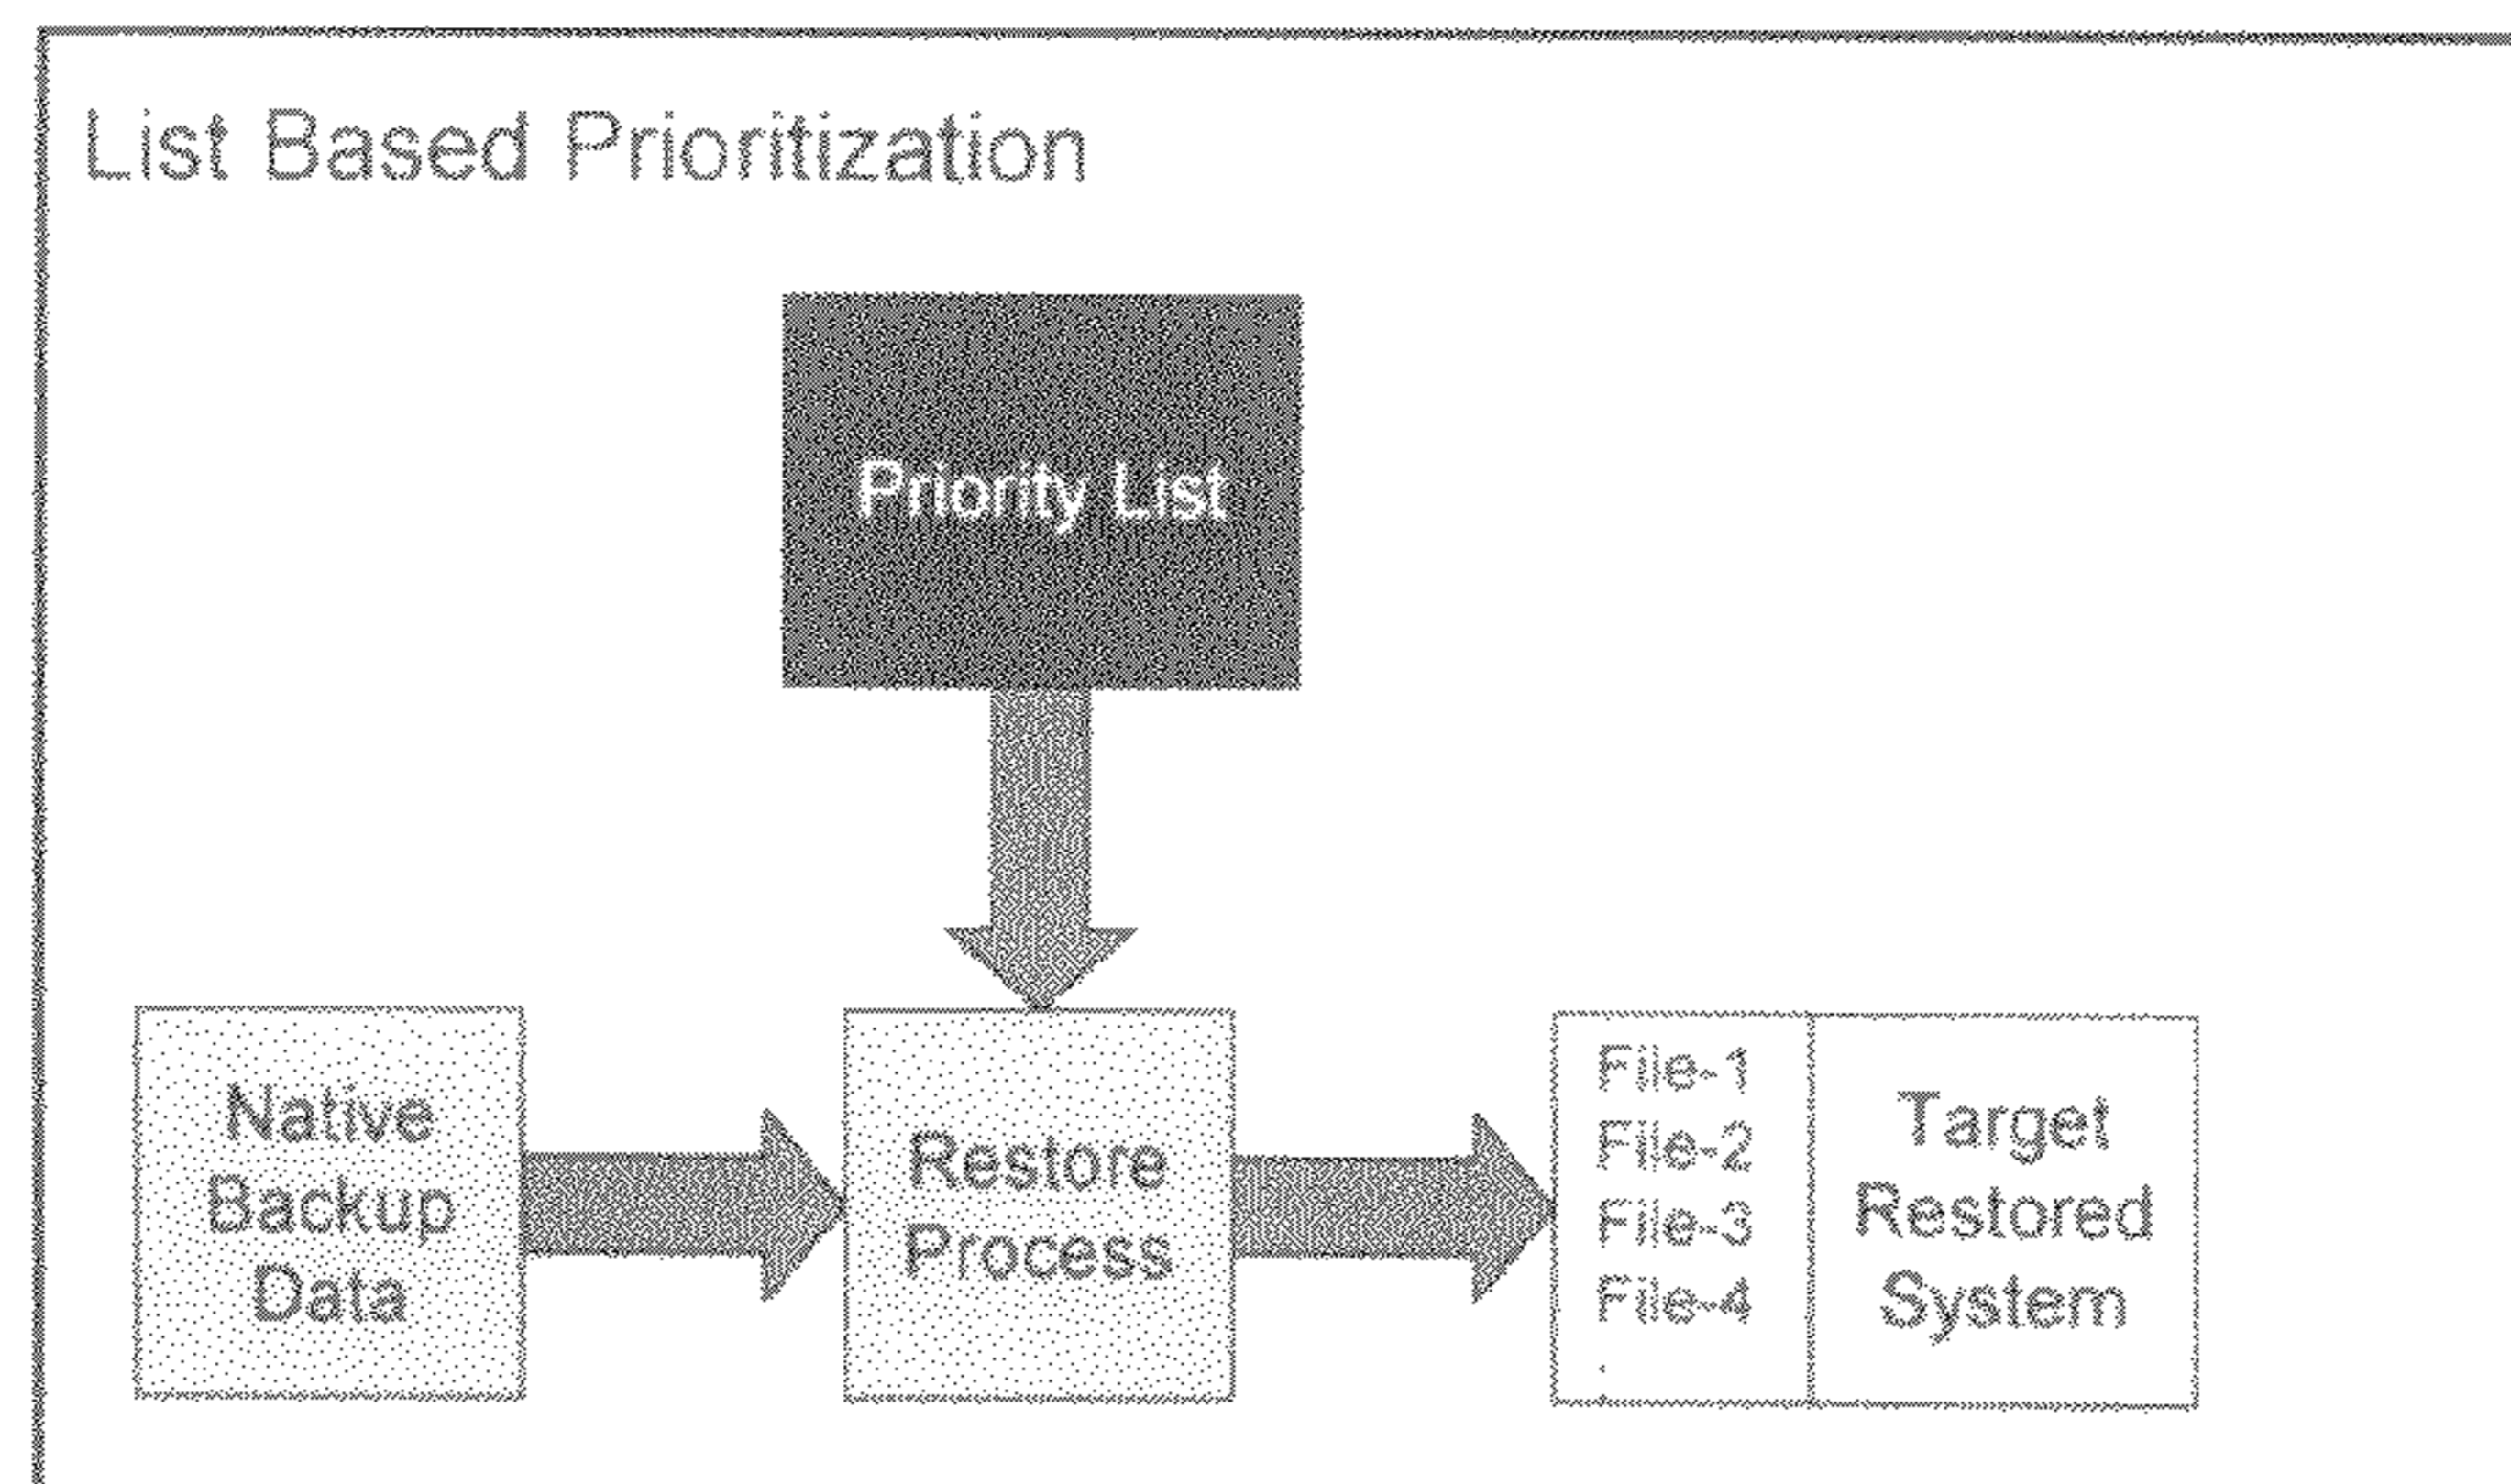 List Based Prioritization
Priority List
Native
Backup
Data
Restore
Process
File-1
File-2
File-3
File-4
.
.
Target
Restored
System